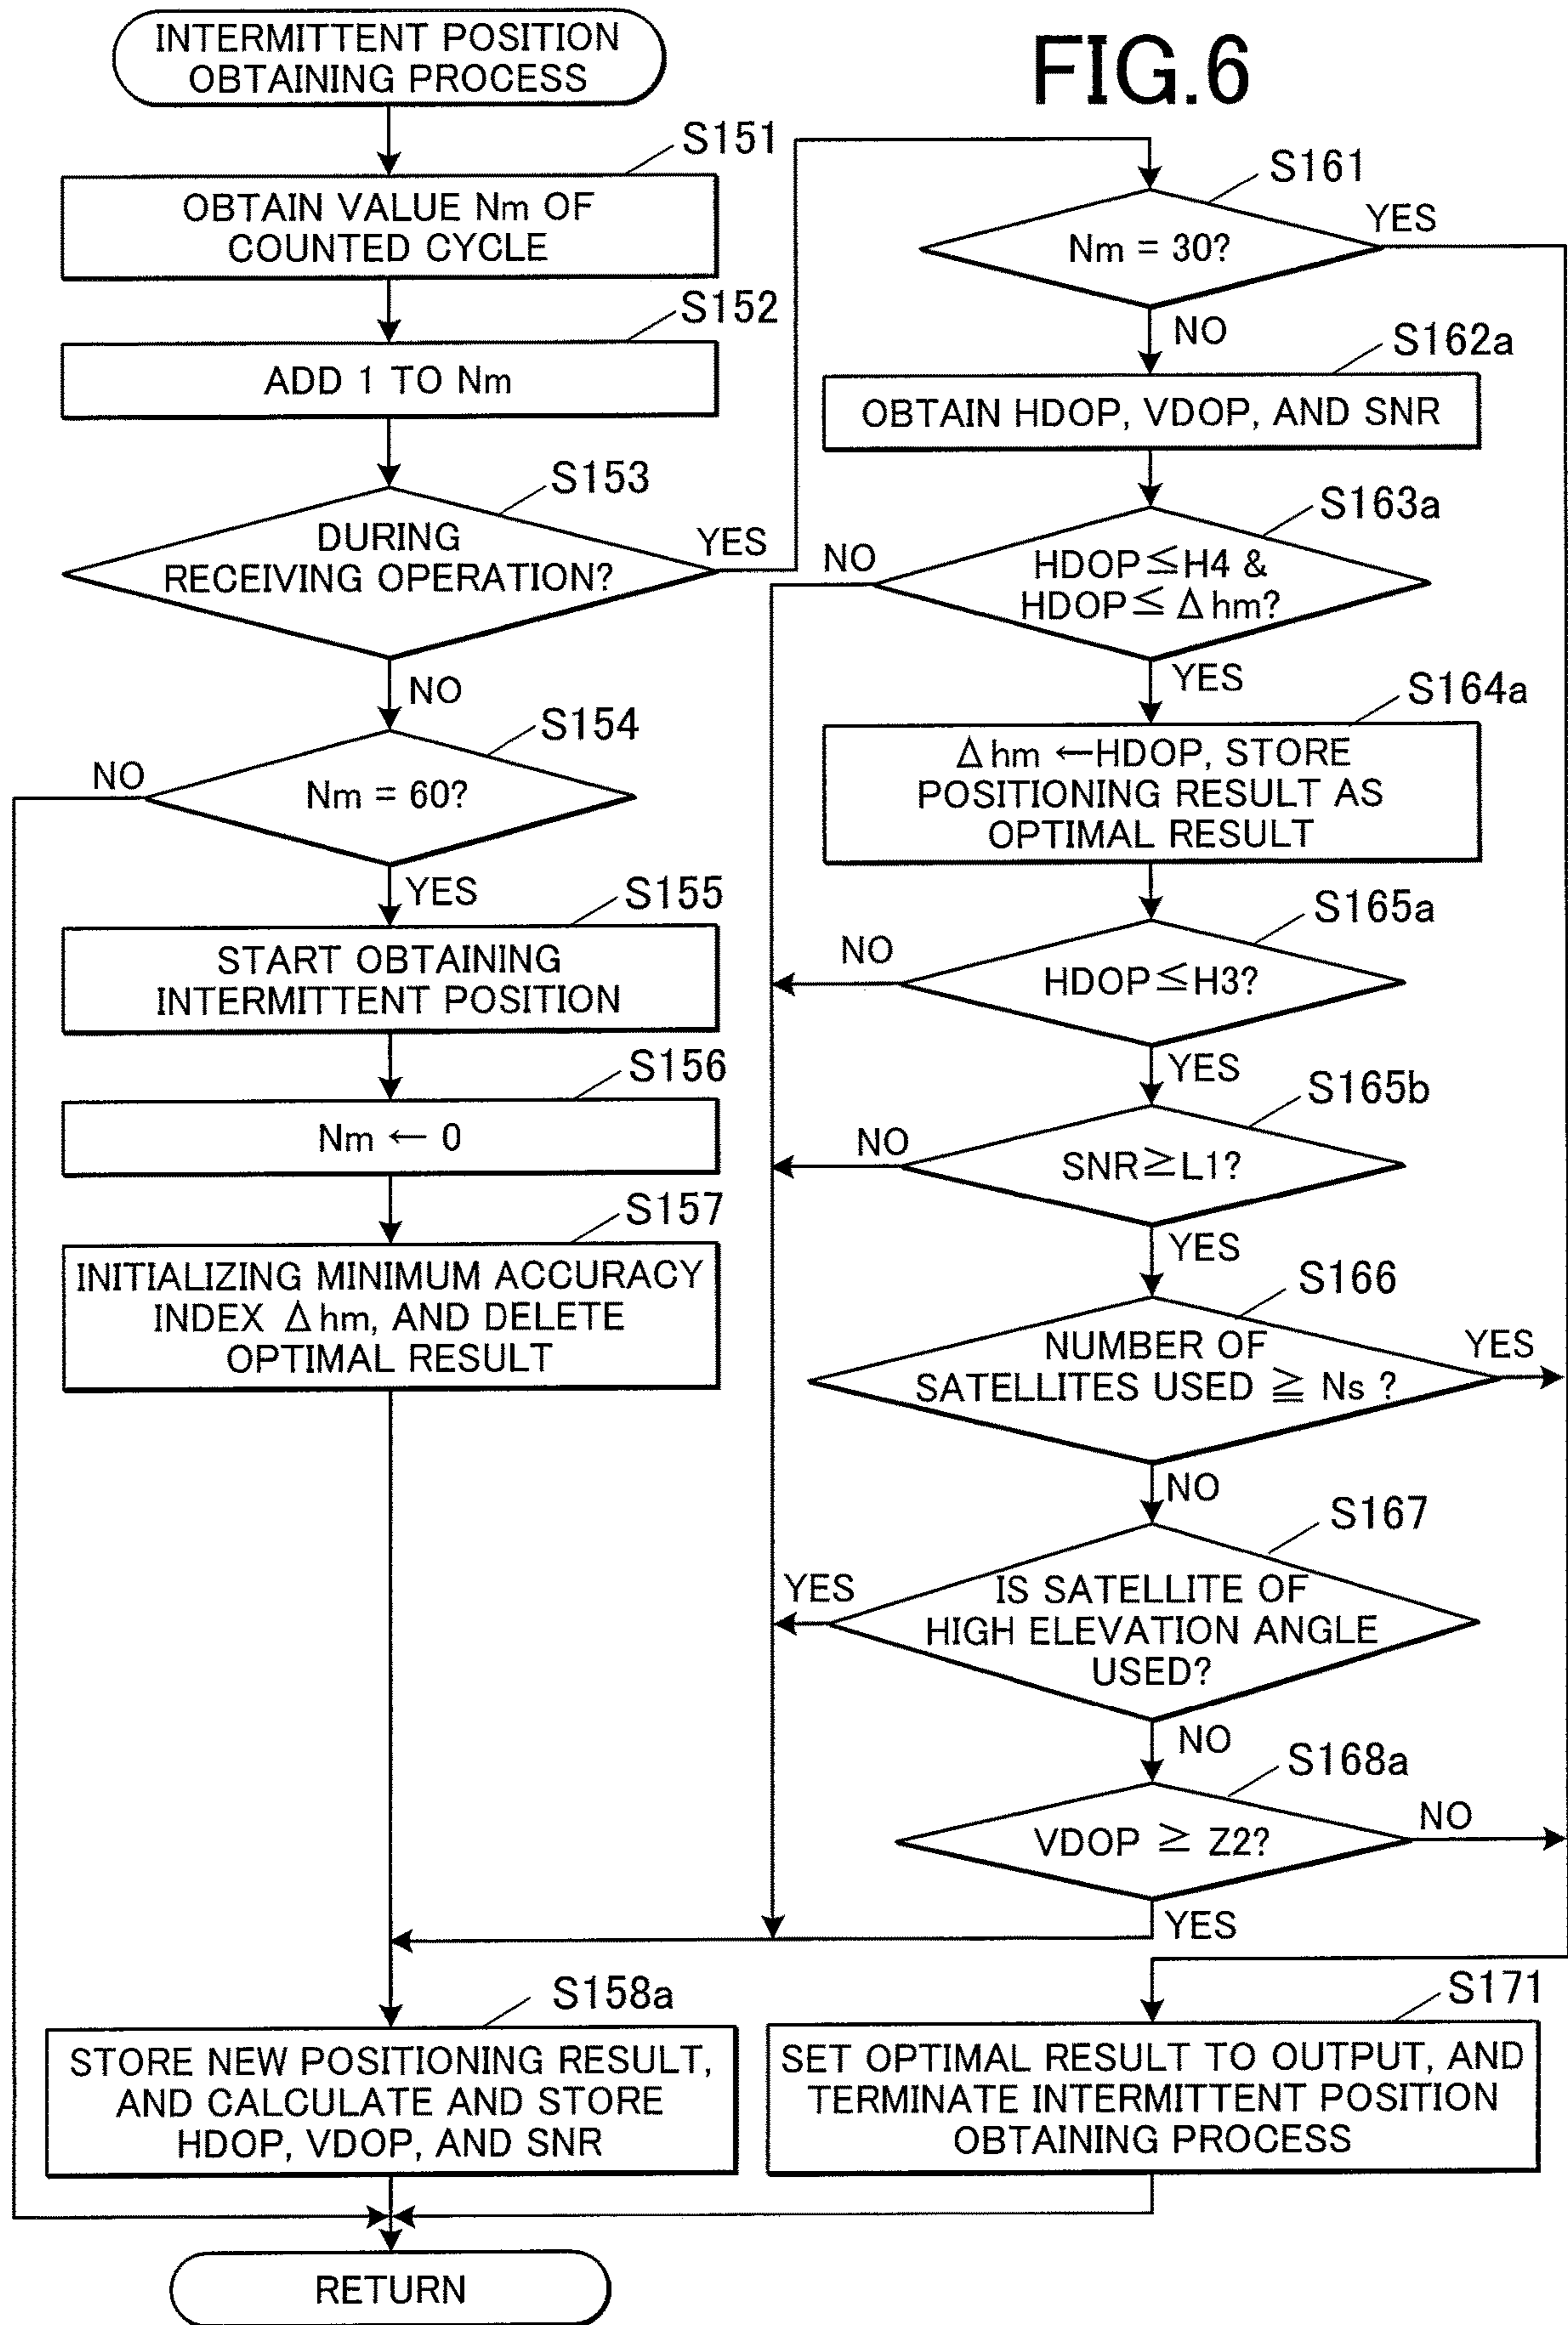 FIG.6
INTERMITTENT POSITION
OBTAINING PROCESS
S151
OBTAIN VALUE Nm OF
COUNTED CYCLE
S152
ADD 1 TO Nm
S153
DURING
RECEIVING OPERATION?
YES
NO
S154
Nm = 60?
NO
YES
S155
START OBTAINING
INTERMITTENT POSITION
S156
Nm ← 0
S157
INITIALIZING MINIMUM ACCURACY
INDEX Δhm, AND DELETE
OPTIMAL RESULT
S158a
STORE NEW POSITIONING RESULT,
AND CALCULATE AND STORE
HDOP, VDOP, AND SNR
RETURN
S161
Nm = 30?
YES
NO
S162a
OBTAIN HDOP, VDOP, AND SNR
S163a
HDOP≤H4 &
HDOP≤ Δhm?
NO
YES
S164a
Δhm ←HDOP, STORE
POSITIONING RESULT AS
OPTIMAL RESULT
S165a
HDOP≤H3?
NO
YES
S165b
SNR≥L1?
NO
YES
S166
NUMBER OF
SATELLITES USED ≧ Ns ?
YES
NO
S167
IS SATELLITE OF
HIGH ELEVATION ANGLE
USED?
YES
NO
S168a
VDOP ≥ Z2?
NO
YES
S171
SET OPTIMAL RESULT TO OUTPUT, AND
TERMINATE INTERMITTENT POSITION
OBTAINING PROCESS